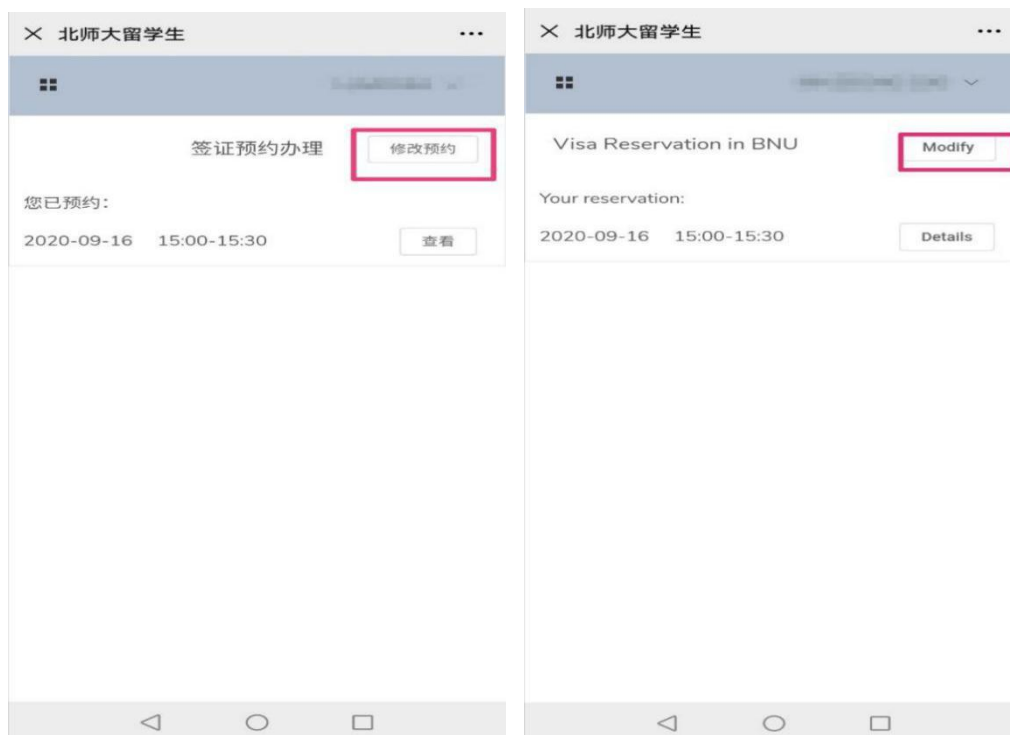 北师大留学生
签证预约办理 修改预约
您已预约：
2020-09-16 15:00-15:30 查看
北师大留学生
Visa Reservation in BNU Modify
Your reservation:
2020-09-16 15:00-15:30 Details